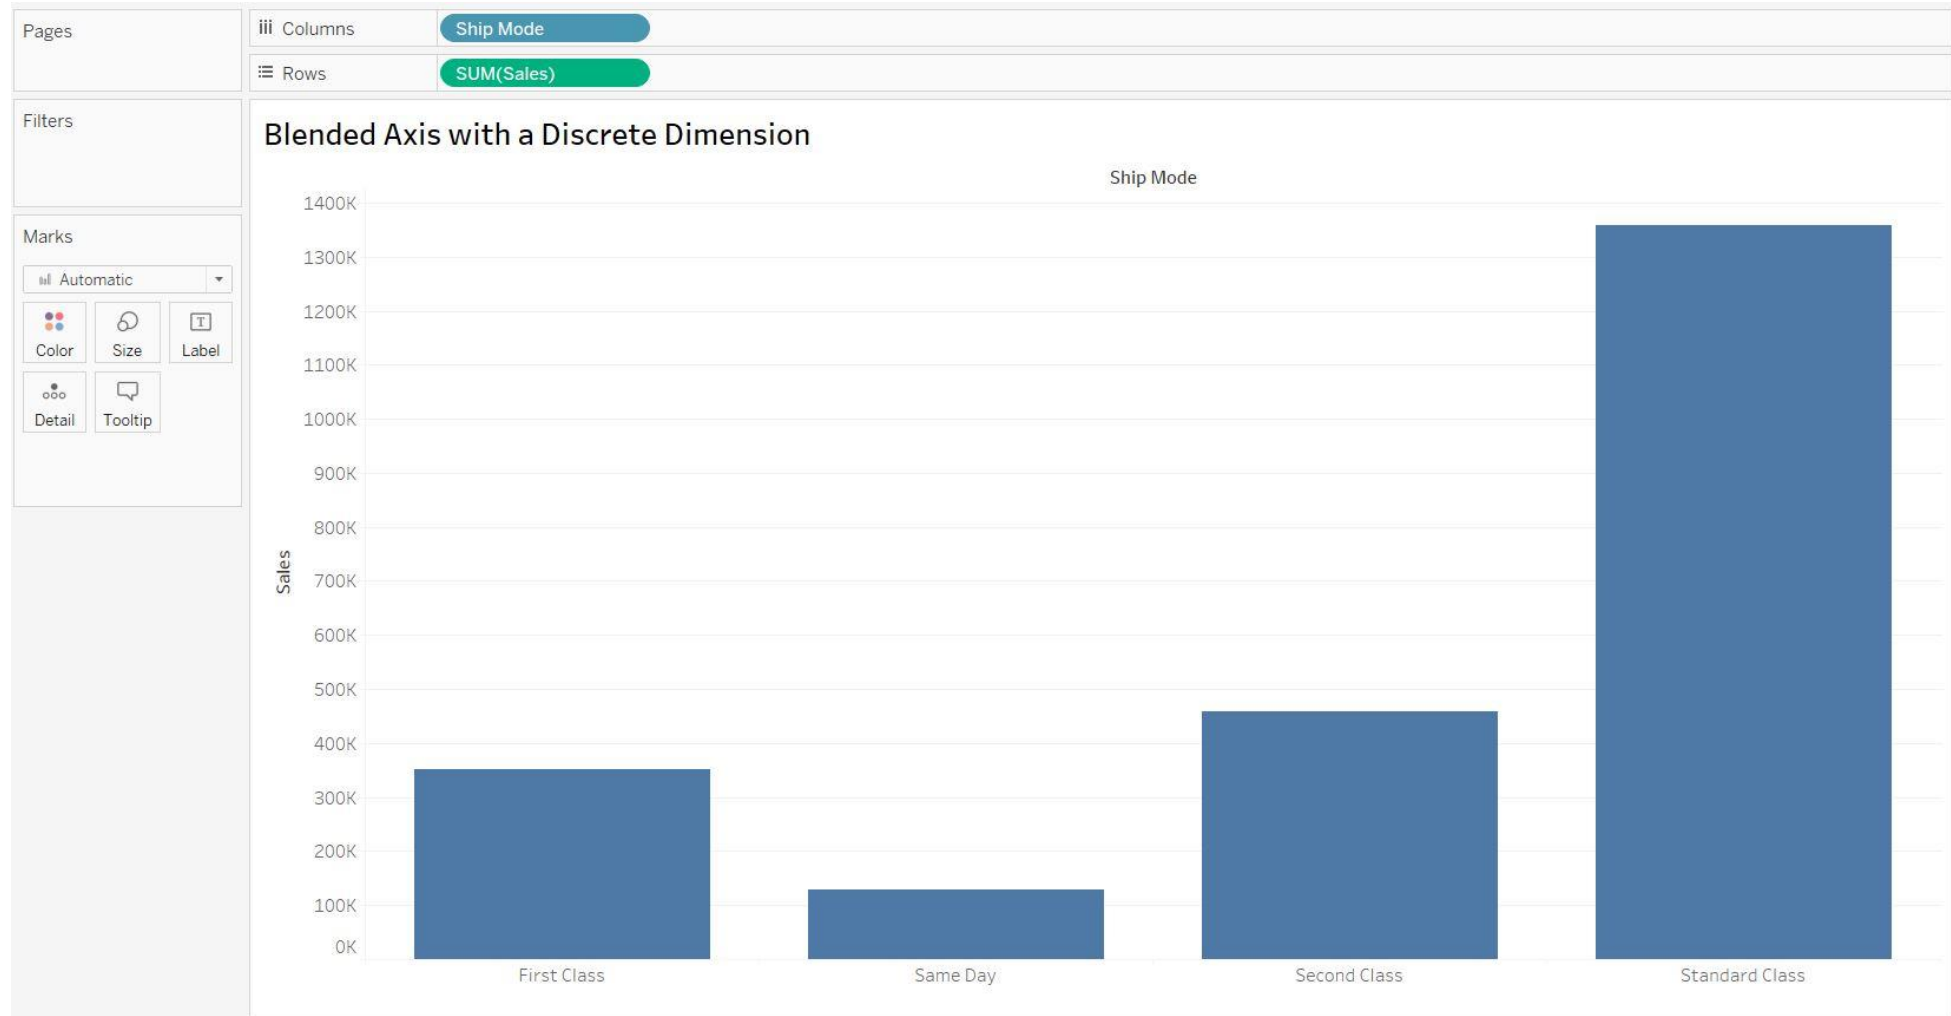 Pages
Columns
Ship Mode
Rows
SUM(Sales)
Filters
Marks
Automatic
Color
Size
Label
Detail
Tooltip
Blended Axis with a Discrete Dimension
Ship Mode
1400K
1300K
1200K
1100K
1000K
900K
800K
700K
600K
500K
400K
300K
200K
100K
0K
Sales
First Class
Same Day
Second Class
Standard Class